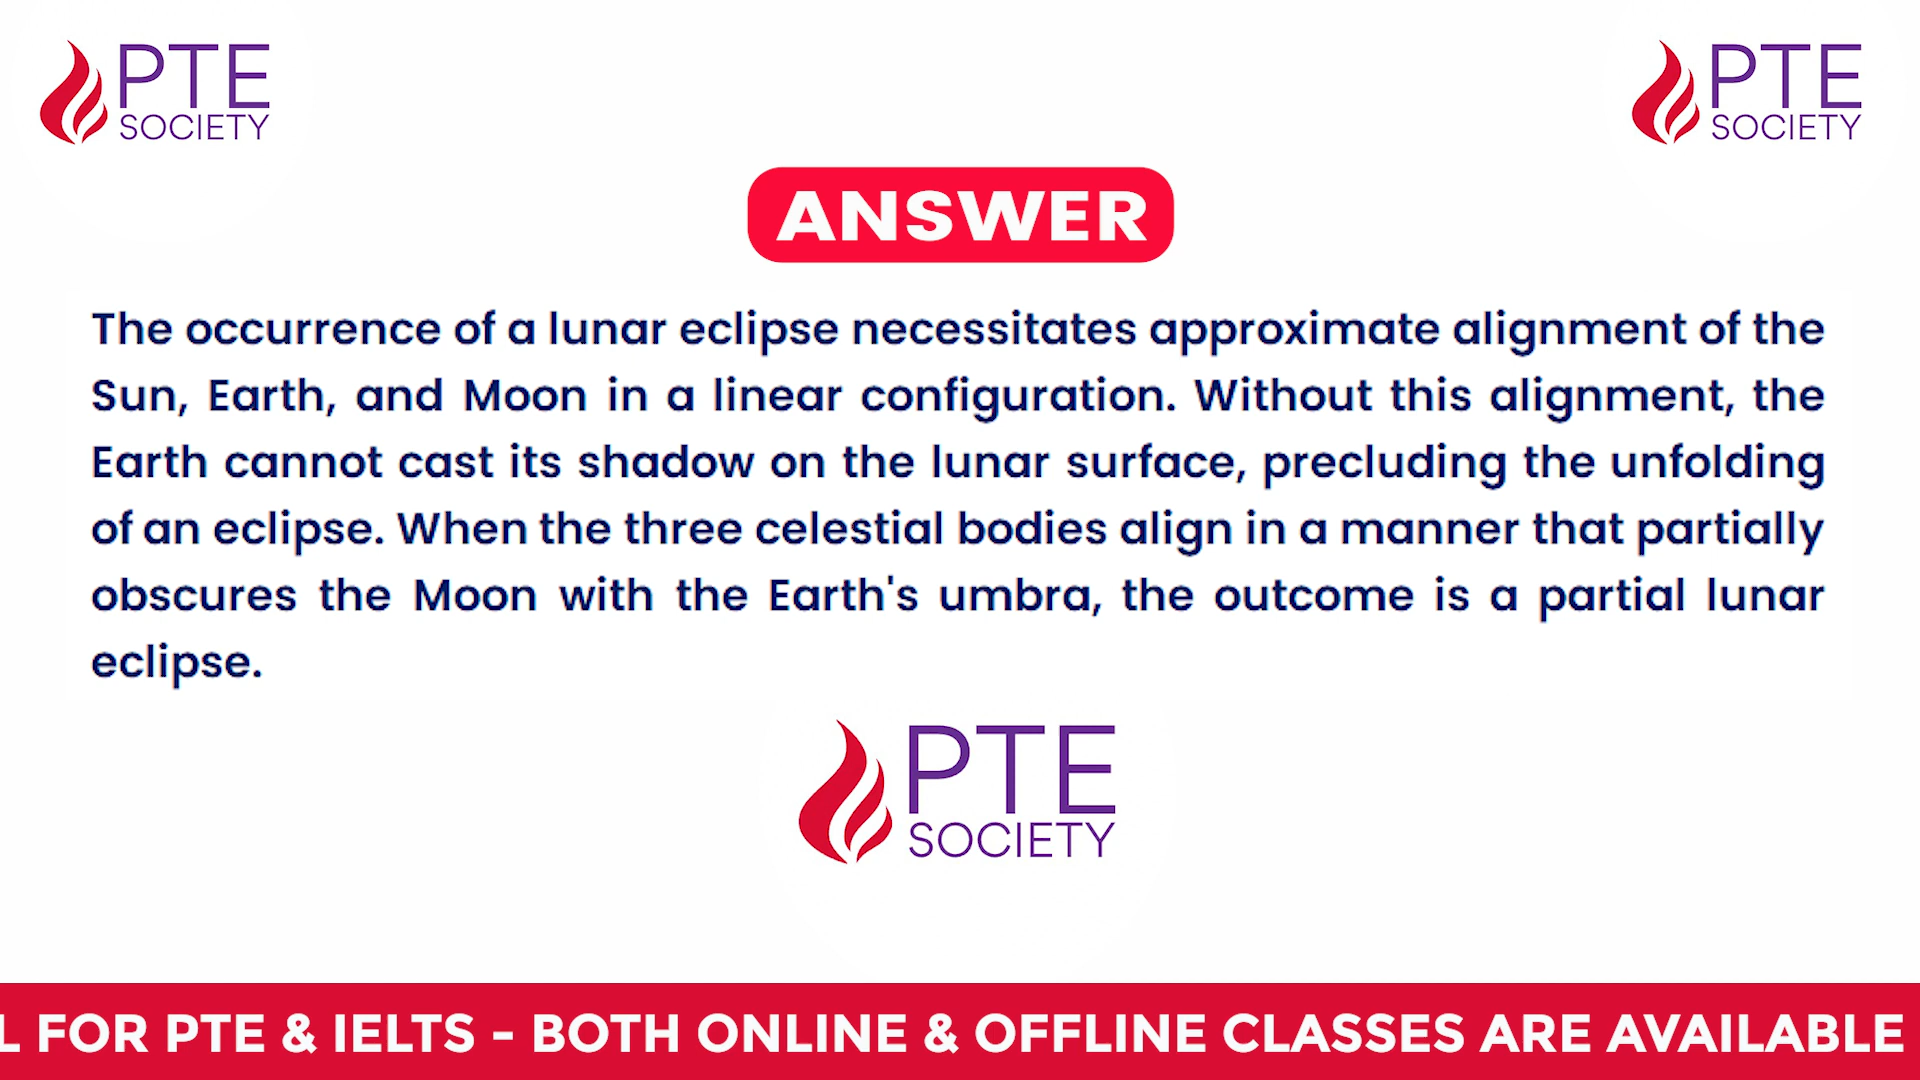 PTE
SOCIETY
PTE
SOCIETY
ANSWER
The occurrence of a lunar eclipse necessitates approximate alignment of the
Sun, Earth, and Moon in a linear configuration. Without this alignment, the
Earth cannot cast its shadow on the lunar surface, precluding the unfolding
of an eclipse. When the three celestial bodies align in a manner that partially
obscures the Moon with the Earth's umbra, the outcome is a partial lunar
eclipse.
PTE
SOCIETY
L FOR PTE & IELTS - BOTH ONLINE & OFFLINE CLASSES ARE AVAILABLE